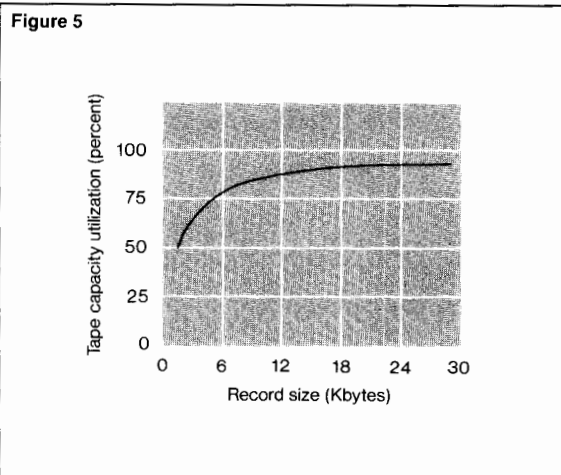 Figure 5
Tape capacity utilization (percent)
100
75
50
25
0
0 6 12 18 24 30
Record size (Kbytes)